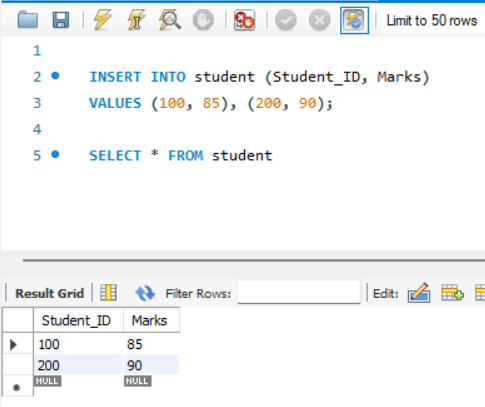 Limit to 50 rows
1
2 INSERT INTO student (Student_ID, Marks)
3 VALUES (100, 85), (200, 90);
4
5 SELECT * FROM student
Result Grid Filter Rows: Edit:
Student_ID Marks
100 85
200 90
NULL NULL